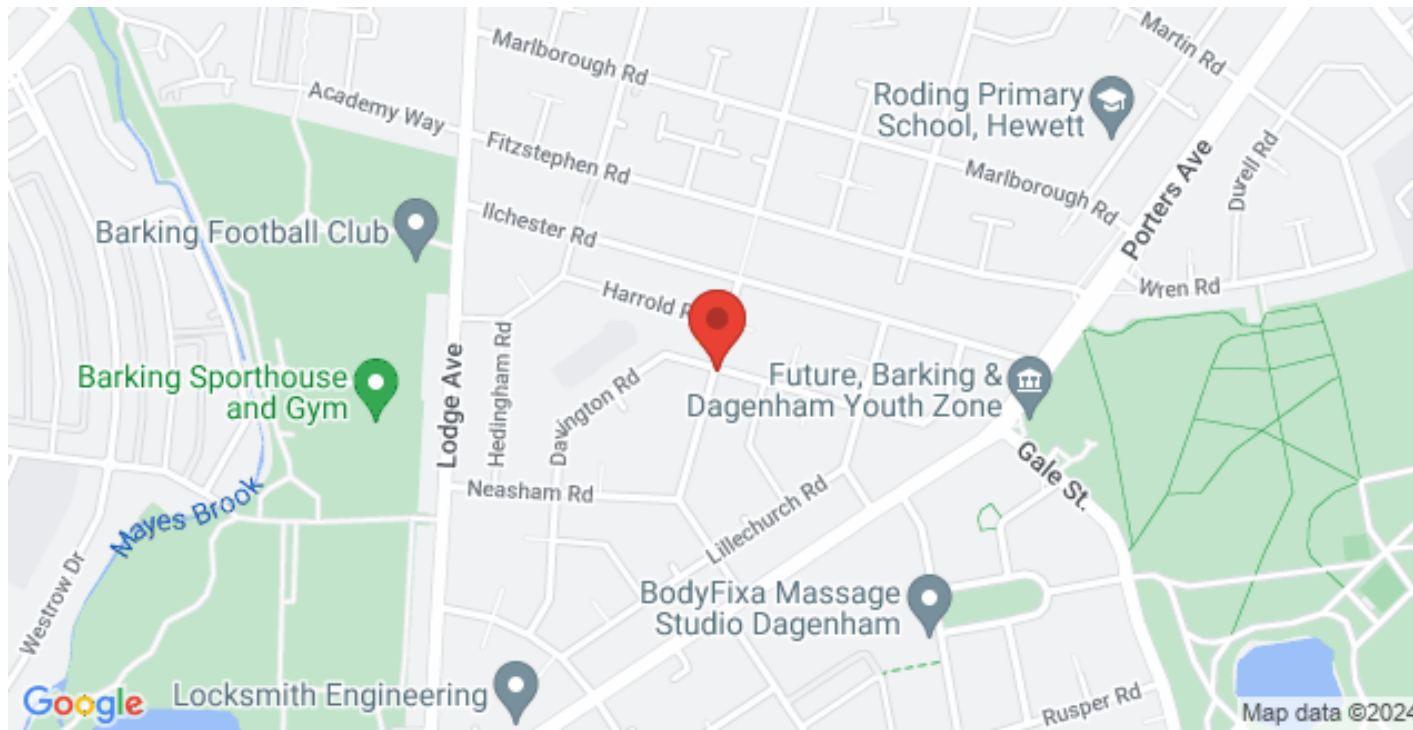 Marlborough Rd
Martin Rd
Roding Primary
School, Hewett
Academy Way
Fitzstephen Rd
Marlborough Rd
Porters Ave
Durell Rd
Barking Football Club
Ilchester Rd
Wren Rd
Harrold
Hedingham Rd
Lodge Ave
Barking Sporthouse
and Gym
Davington Rd
Future, Barking &
Dagenham Youth Zone
Gale St.
Neasham Rd
Mayes Brook
Lillechurch Rd
Westrow Dr
BodyFixa Massage
Studio Dagenham
Locksmith Engineering
Rusper Rd
Google
Map data ©2024